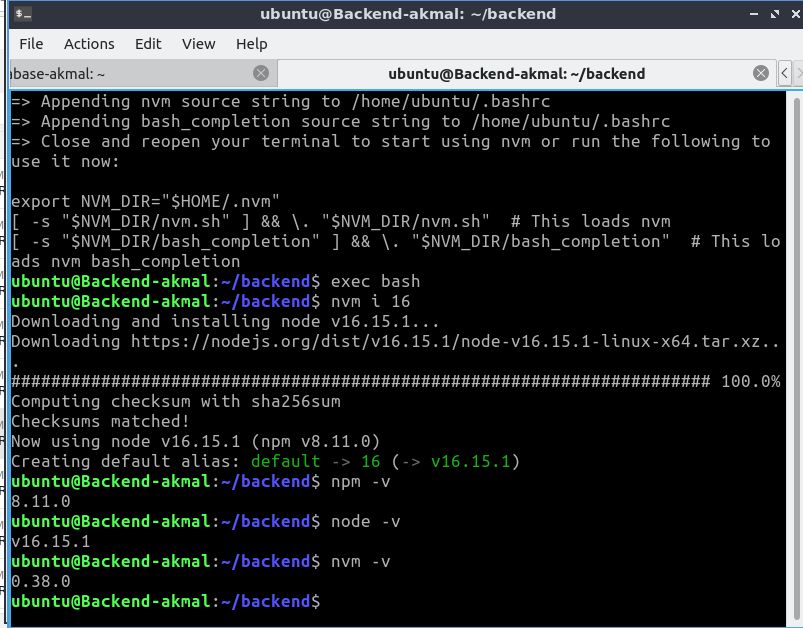 ubuntu@Backend-akmal: ~/backend
File Actions Edit View Help
abase-akmal: ~
ubuntu@Backend-akmal: ~/backend
=> Appending nvm source string to /home/ubuntu/.bashrc
=> Appending bash_completion source string to /home/ubuntu/.bashrc
=> Close and reopen your terminal to start using nvm or run the following to
use it now:
export NVM_DIR="$HOME/.nvm"
[ -s "$NVM_DIR/nvm.sh" ] && \. "$NVM_DIR/nvm.sh"  # This loads nvm
[ -s "$NVM_DIR/bash_completion" ] && \. "$NVM_DIR/bash_completion"  # This lo
ads nvm bash_completion
ubuntu@Backend-akmal:~/backend$ exec bash
ubuntu@Backend-akmal:~/backend$ nvm i 16
Downloading and installing node v16.15.1...
Downloading https://nodejs.org/dist/v16.15.1/node-v16.15.1-linux-x64.tar.xz..
.
###################################################################### 100.0%
Computing checksum with sha256sum
Checksums matched!
Now using node v16.15.1 (npm v8.11.0)
Creating default alias: default -> 16 (-> v16.15.1)
ubuntu@Backend-akmal:~/backend$ npm -v
8.11.0
ubuntu@Backend-akmal:~/backend$ node -v
v16.15.1
ubuntu@Backend-akmal:~/backend$ nvm -v
0.38.0
ubuntu@Backend-akmal:~/backend$